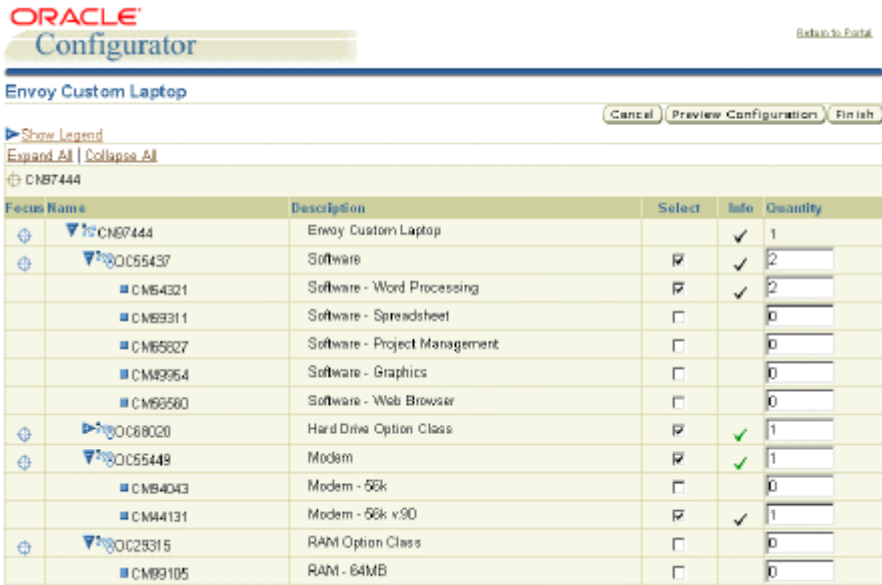 ORACLE
Configurator
Return to Portal
Envoy Custom Laptop
Cancel Preview Configuration Finish
Show Legend
Expand All | Collapse All
CN97444
Focus Name Description Select Info Quantity
CN97444 Envoy Custom Laptop 1
OC55437 Software 2
CM54321 Software - Word Processing 2
CM69311 Software - Spreadsheet 0
CM65827 Software - Project Management 0
CM49954 Software - Graphics 0
CM56560 Software - Web Browser 0
OC68020 Hard Drive Option Class 1
OC55449 Modem 1
CM94043 Modem - 56k 0
CM44131 Modem - 56k v.90 1
OC29315 RAM Option Class 0
CM99105 RAM - 64MB 0